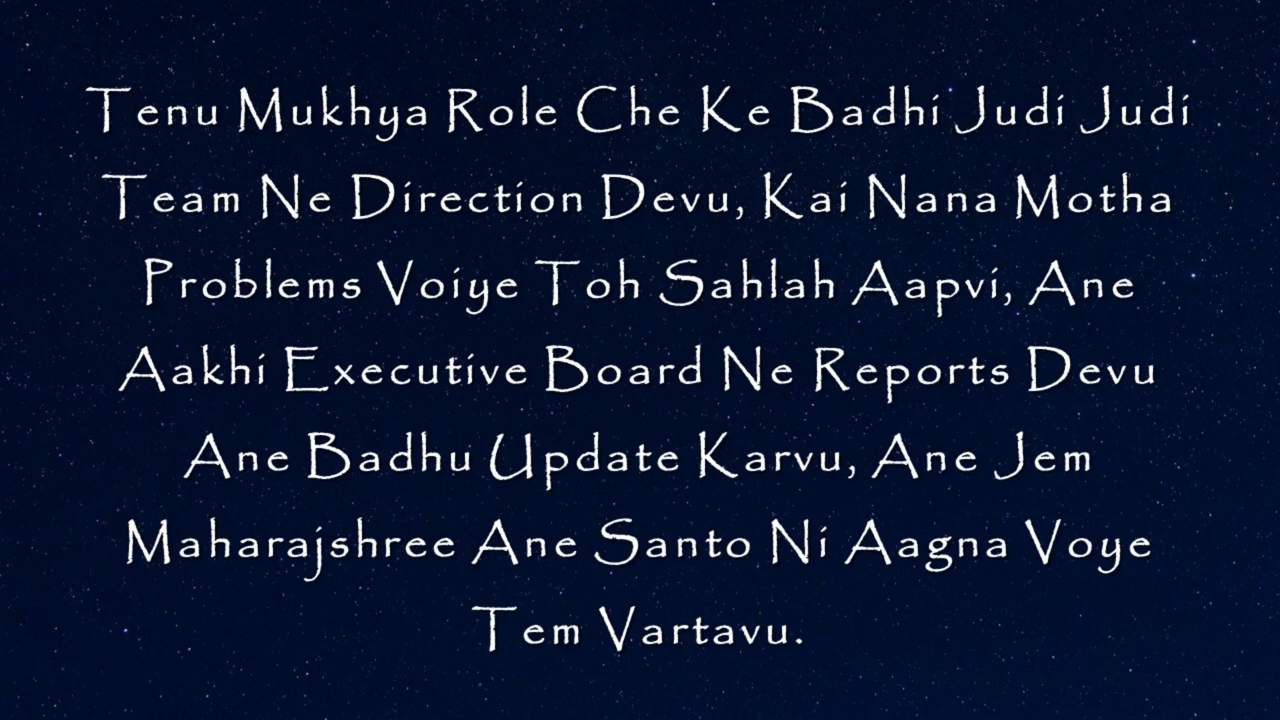 Tenu Mukhya Role Che Ke Badhi Judi Judi
Team Ne Direction Devu, Kai Nana Motha
Problems Voiye Toh Sahlah Aapvi, Ane
Aakhi Executive Board Ne Reports Devu
Ane Badhu Update Karvu, Ane Jem
Maharajshree Ane Santo Ni Aagna Voye
Tem Vartavu.